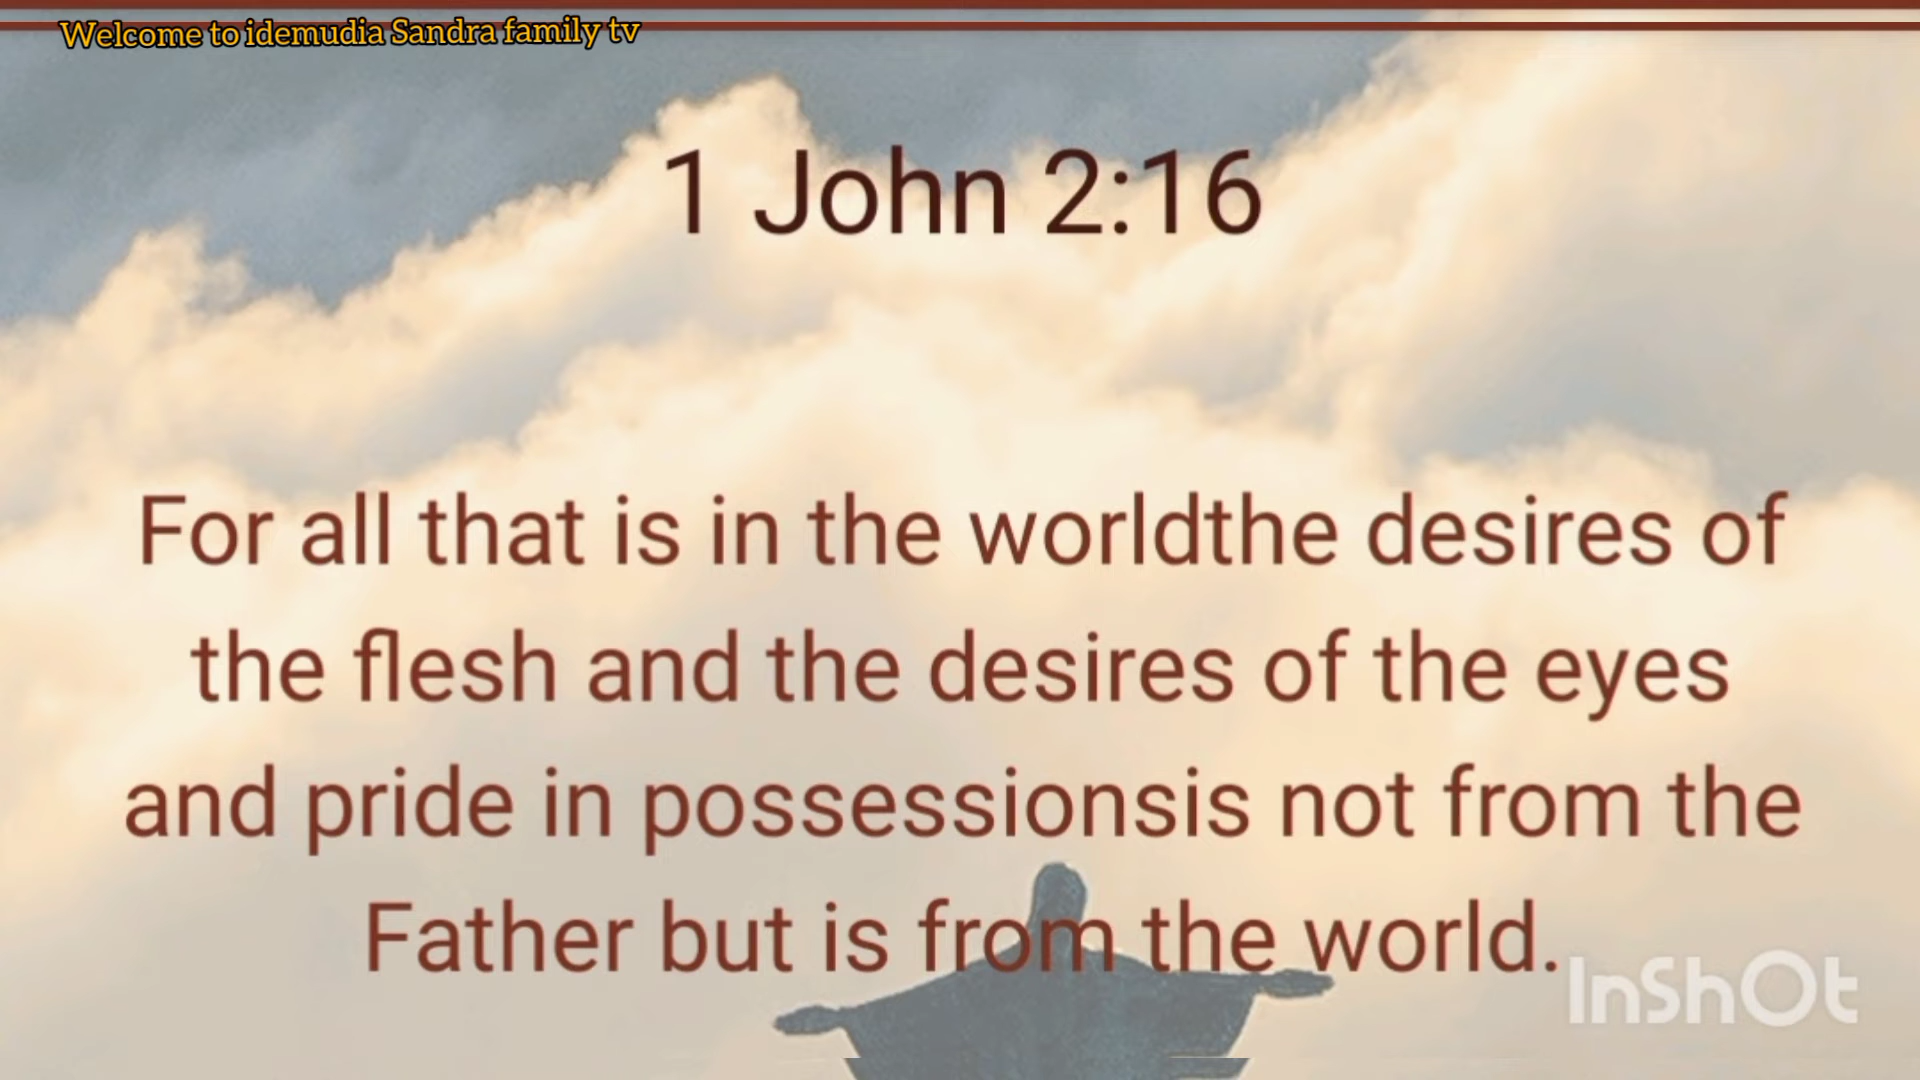 Welcome to idemudia Sandra family tv
1 John 2:16
For all that is in the worldthe desires of
the flesh and the desires of the eyes
and pride in possessionsis not from the
Father but is from the world.
InShOt